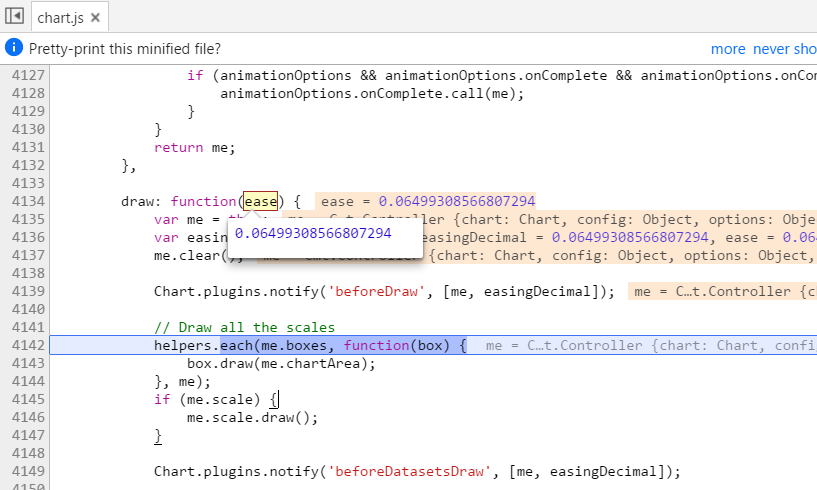 chart.js ×
Pretty-print this minified file? more never sho
4127 if (animationOptions && animationOptions.onComplete && animationOptions.onCom
4128 animationOptions.onComplete.call(me);
4129 }
4130 }
4131 return me;
4132 },
4133
4134 draw: function(ease) { ease = 0.06499308566807294
4135 var me = me = C…t.Controller {chart: Chart, config: Object, options: Obje
0.06499308566807294
4136 var easin easingDecimal = 0.06499308566807294, ease = 0.06
4137 me.clear(); me = C…t.Controller {chart: Chart, config: Object, options: Object,
4138
4139 Chart.plugins.notify('beforeDraw', [me, easingDecimal]); me = C…t.Controller {c
4140
4141 // Draw all the scales
4142 helpers.each(me.boxes, function(box) { me = C…t.Controller {chart: Chart, confi
4143 box.draw(me.chartArea);
4144 }, me);
4145 if (me.scale) {
4146 me.scale.draw();
4147 }
4148
4149 Chart.plugins.notify('beforeDatasetsDraw', [me, easingDecimal]);
4150